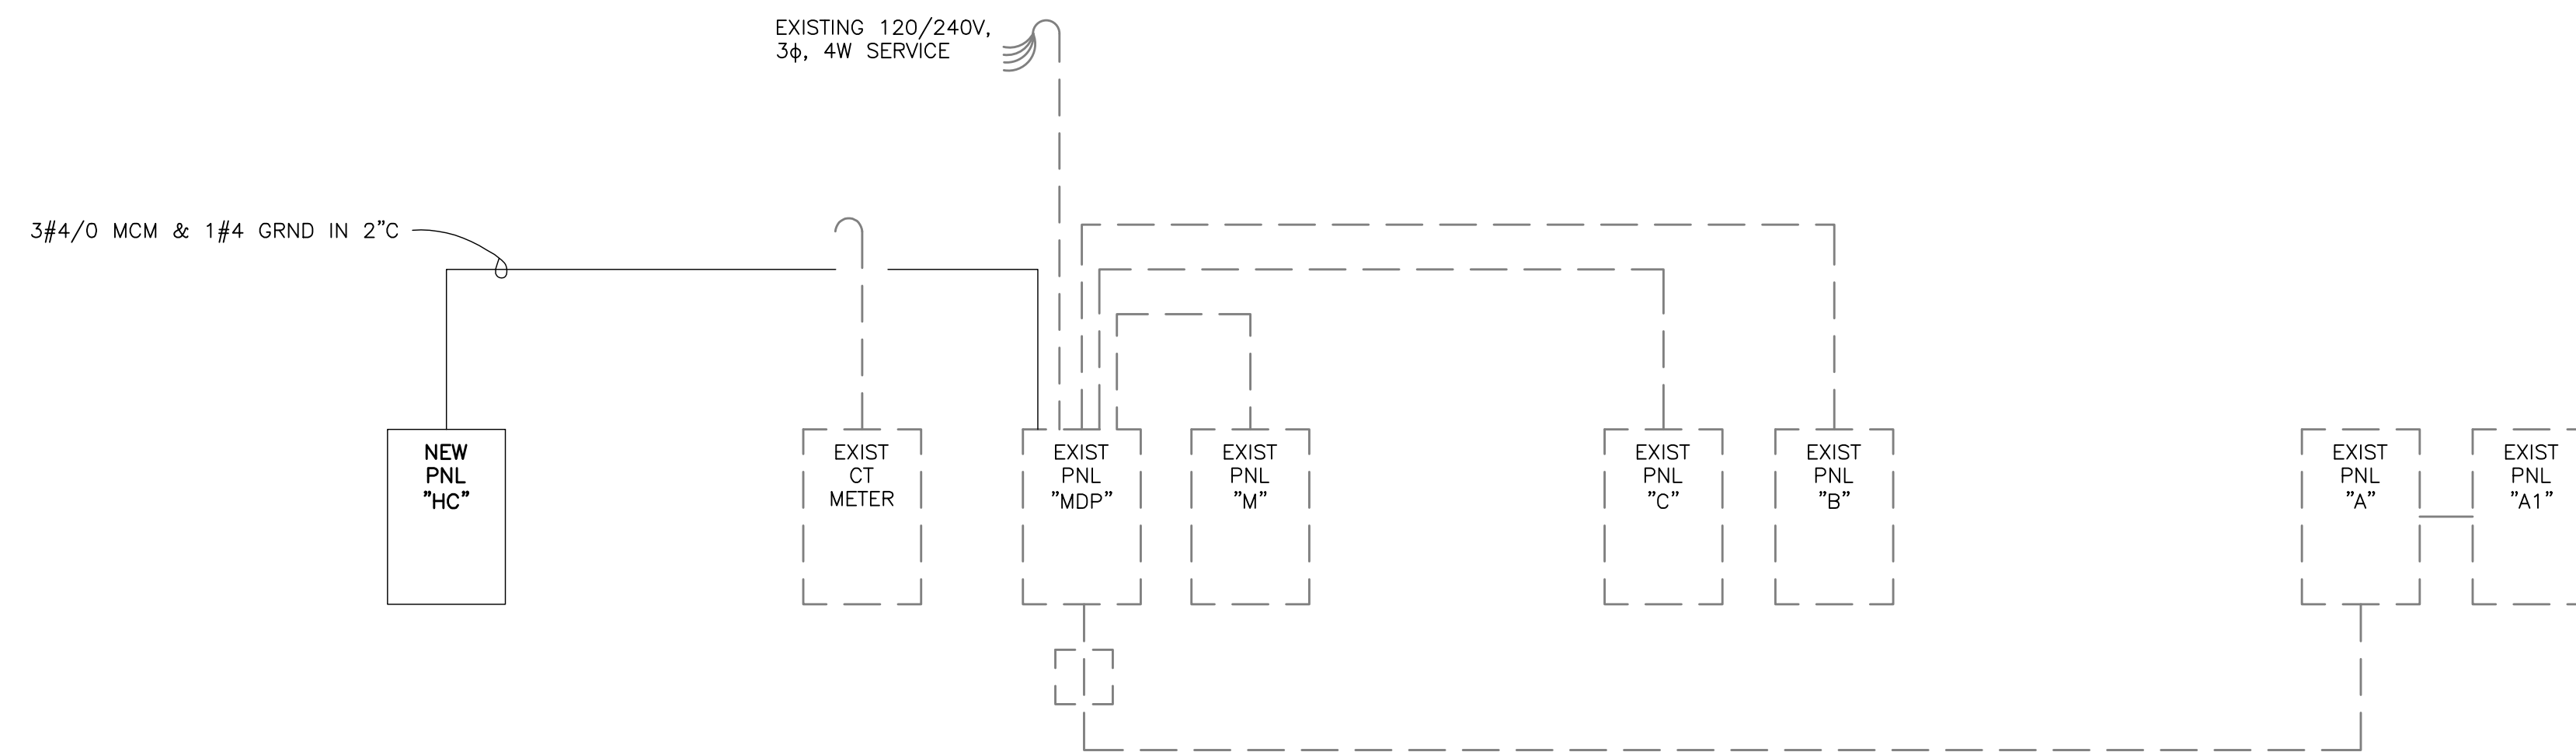 EXISTING 120/240V,
3ϕ, 4W SERVICE
3#4/0 MCM & 1#4 GRND IN 2"C
NEW
PNL
"HC"
EXIST
CT
METER
EXIST
PNL
"MDP"
EXIST
PNL
"M"
EXIST
PNL
"C"
EXIST
PNL
"B"
EXIST
PNL
"A"
EXIST
PNL
"A1"